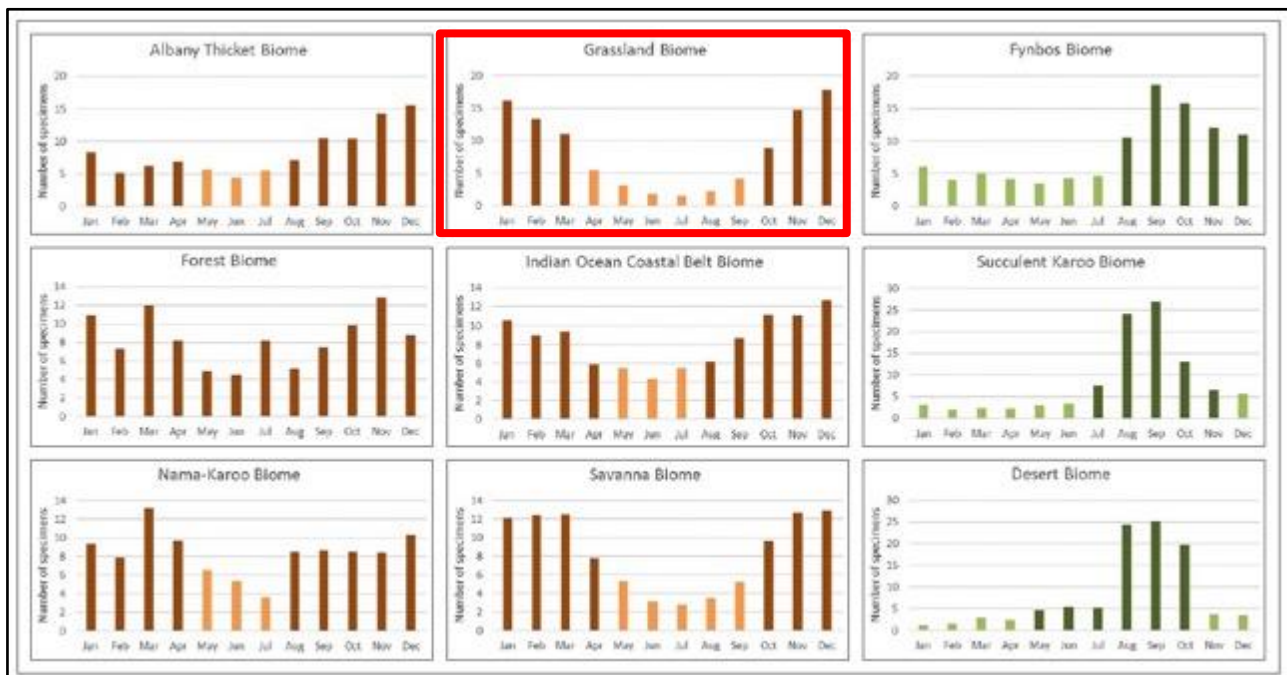 Albany Thicket Biome
Number of specimens
20
15
10
5
0
Jan Feb Mar Apr May Jun Jul Aug Sep Oct Nov Dec
Grassland Biome
Number of specimens
20
15
10
5
0
Jan Feb Mar Apr May Jun Jul Aug Sep Oct Nov Dec
Fynbos Biome
Number of specimens
20
15
10
5
0
Jan Feb Mar Apr May Jun Jul Aug Sep Oct Nov Dec
Forest Biome
Number of specimens
14
12
10
8
6
4
2
0
Jan Feb Mar Apr May Jun Jul Aug Sep Oct Nov Dec
Indian Ocean Coastal Belt Biome
Number of specimens
14
12
10
8
6
4
2
0
Jan Feb Mar Apr May Jun Jul Aug Sep Oct Nov Dec
Succulent Karoo Biome
Number of specimens
30
25
20
15
10
5
0
Jan Feb Mar Apr May Jun Jul Aug Sep Oct Nov Dec
Nama-Karoo Biome
Number of specimens
14
12
10
8
6
4
2
0
Jan Feb Mar Apr May Jun Jul Aug Sep Oct Nov Dec
Savanna Biome
Number of specimens
14
12
10
8
6
4
2
0
Jan Feb Mar Apr May Jun Jul Aug Sep Oct Nov Dec
Desert Biome
Number of specimens
30
25
20
15
10
5
0
Jan Feb Mar Apr May Jun Jul Aug Sep Oct Nov Dec